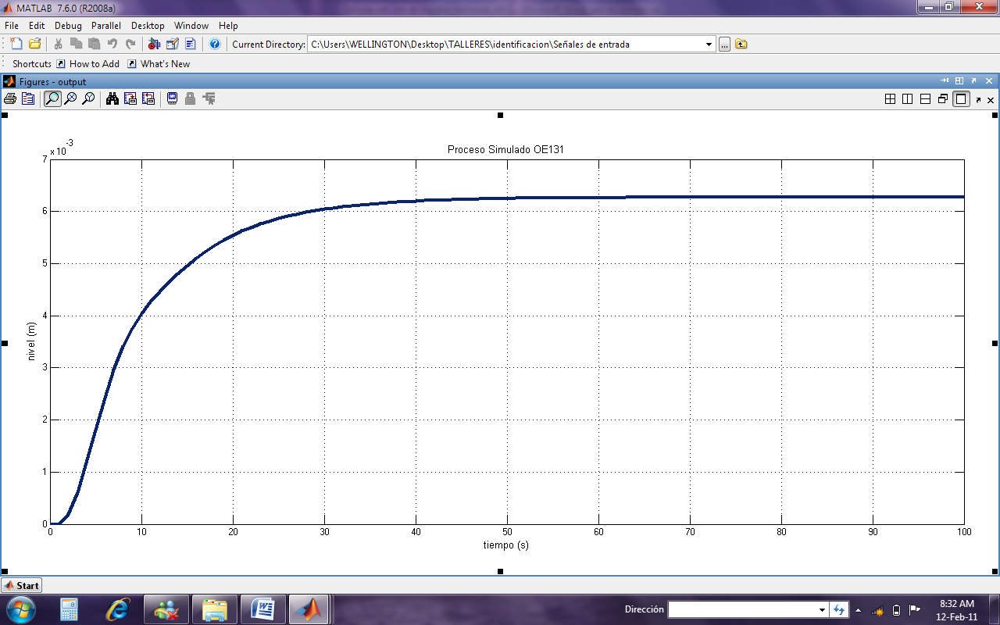 MATLAB 7.6.0 (R2008a)
File Edit Debug Parallel Desktop Window Help
Current Directory: C:\Users\WELLINGTON\Desktop\TALLERES\identificacion\Señales de entrada ...
Shortcuts How to Add What's New
Figures - output
x 10^-3
Proceso Simulado OE131
7
6
5
4
3
2
1
0
nivel (m)
0 10 20 30 40 50 60 70 80 90 100
tiempo (s)
Start
Dirección
8:32 AM
12-Feb-11